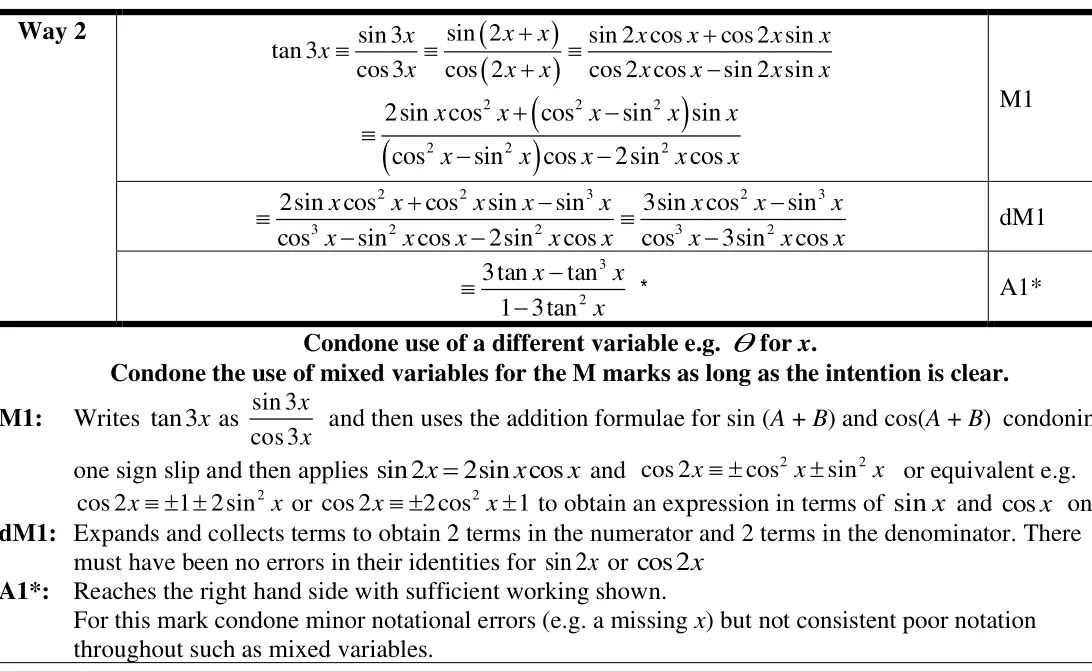 Way 2
tan 3x ≡ sin 3x / cos 3x ≡ sin(2x + x) / cos(2x + x) ≡ (sin 2x cos x + cos 2x sin x) / (cos 2x cos x − sin 2x sin x)
≡ (2 sin x cos² x + (cos² x − sin² x) sin x) / ((cos² x − sin² x) cos x − 2 sin² x cos x)
M1
≡ (2 sin x cos² x + cos² x sin x − sin³ x) / (cos³ x − sin² x cos x − 2 sin² x cos x) ≡ (3 sin x cos² x − sin³ x) / (cos³ x − 3 sin² x cos x)
dM1
≡ (3 tan x − tan³ x) / (1 − 3 tan² x) *
A1*
Condone use of a different variable e.g. θ for x.
Condone the use of mixed variables for the M marks as long as the intention is clear.
M1: Writes tan 3x as sin 3x / cos 3x and then uses the addition formulae for sin (A + B) and cos(A + B) condonin
one sign slip and then applies sin 2x = 2 sin x cos x and cos 2x ≡ ± cos² x ± sin² x or equivalent e.g.
cos 2x ≡ ±1 ± 2 sin² x or cos 2x ≡ ±2 cos² x ± 1 to obtain an expression in terms of sin x and cos x on
dM1: Expands and collects terms to obtain 2 terms in the numerator and 2 terms in the denominator. There
must have been no errors in their identities for sin 2x or cos 2x
A1*: Reaches the right hand side with sufficient working shown.
For this mark condone minor notational errors (e.g. a missing x) but not consistent poor notation
throughout such as mixed variables.